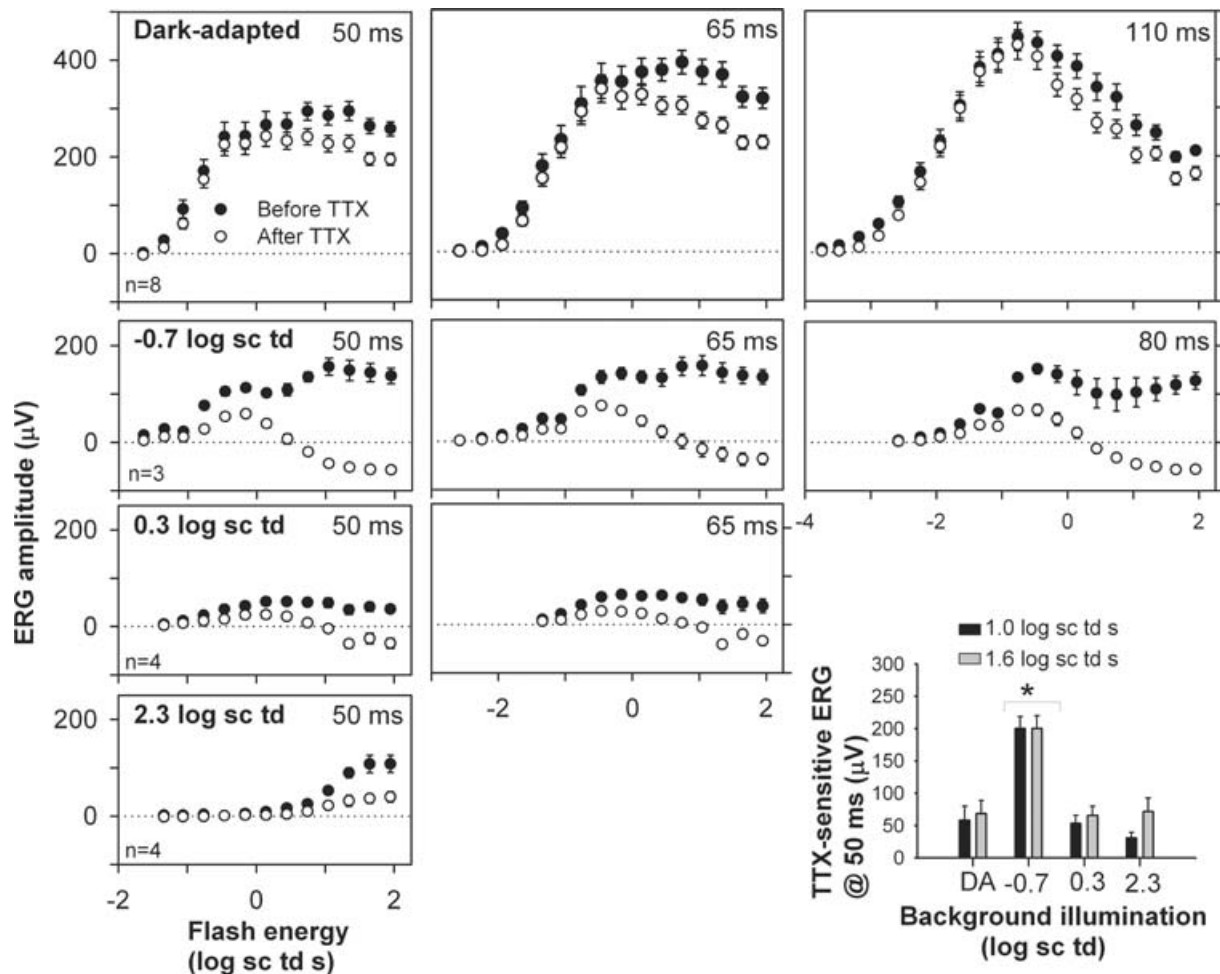 Dark-adapted 50 ms
65 ms
110 ms
400
200
0
Before TTX
After TTX
n=8
-2 0 2
-0.7 log sc td 50 ms
65 ms
80 ms
200
0
n=3
-4 -2 0 2
0.3 log sc td 50 ms
65 ms
200
0
n=4
-2 0 2
2.3 log sc td 50 ms
200
0
n=4
-2 0 2
ERG amplitude (µV)
Flash energy
(log sc td s)
1.0 log sc td s
1.6 log sc td s
*
300
250
200
150
100
50
0
TTX-sensitive ERG
@ 50 ms (µV)
DA -0.7 0.3 2.3
Background illumination
(log sc td)